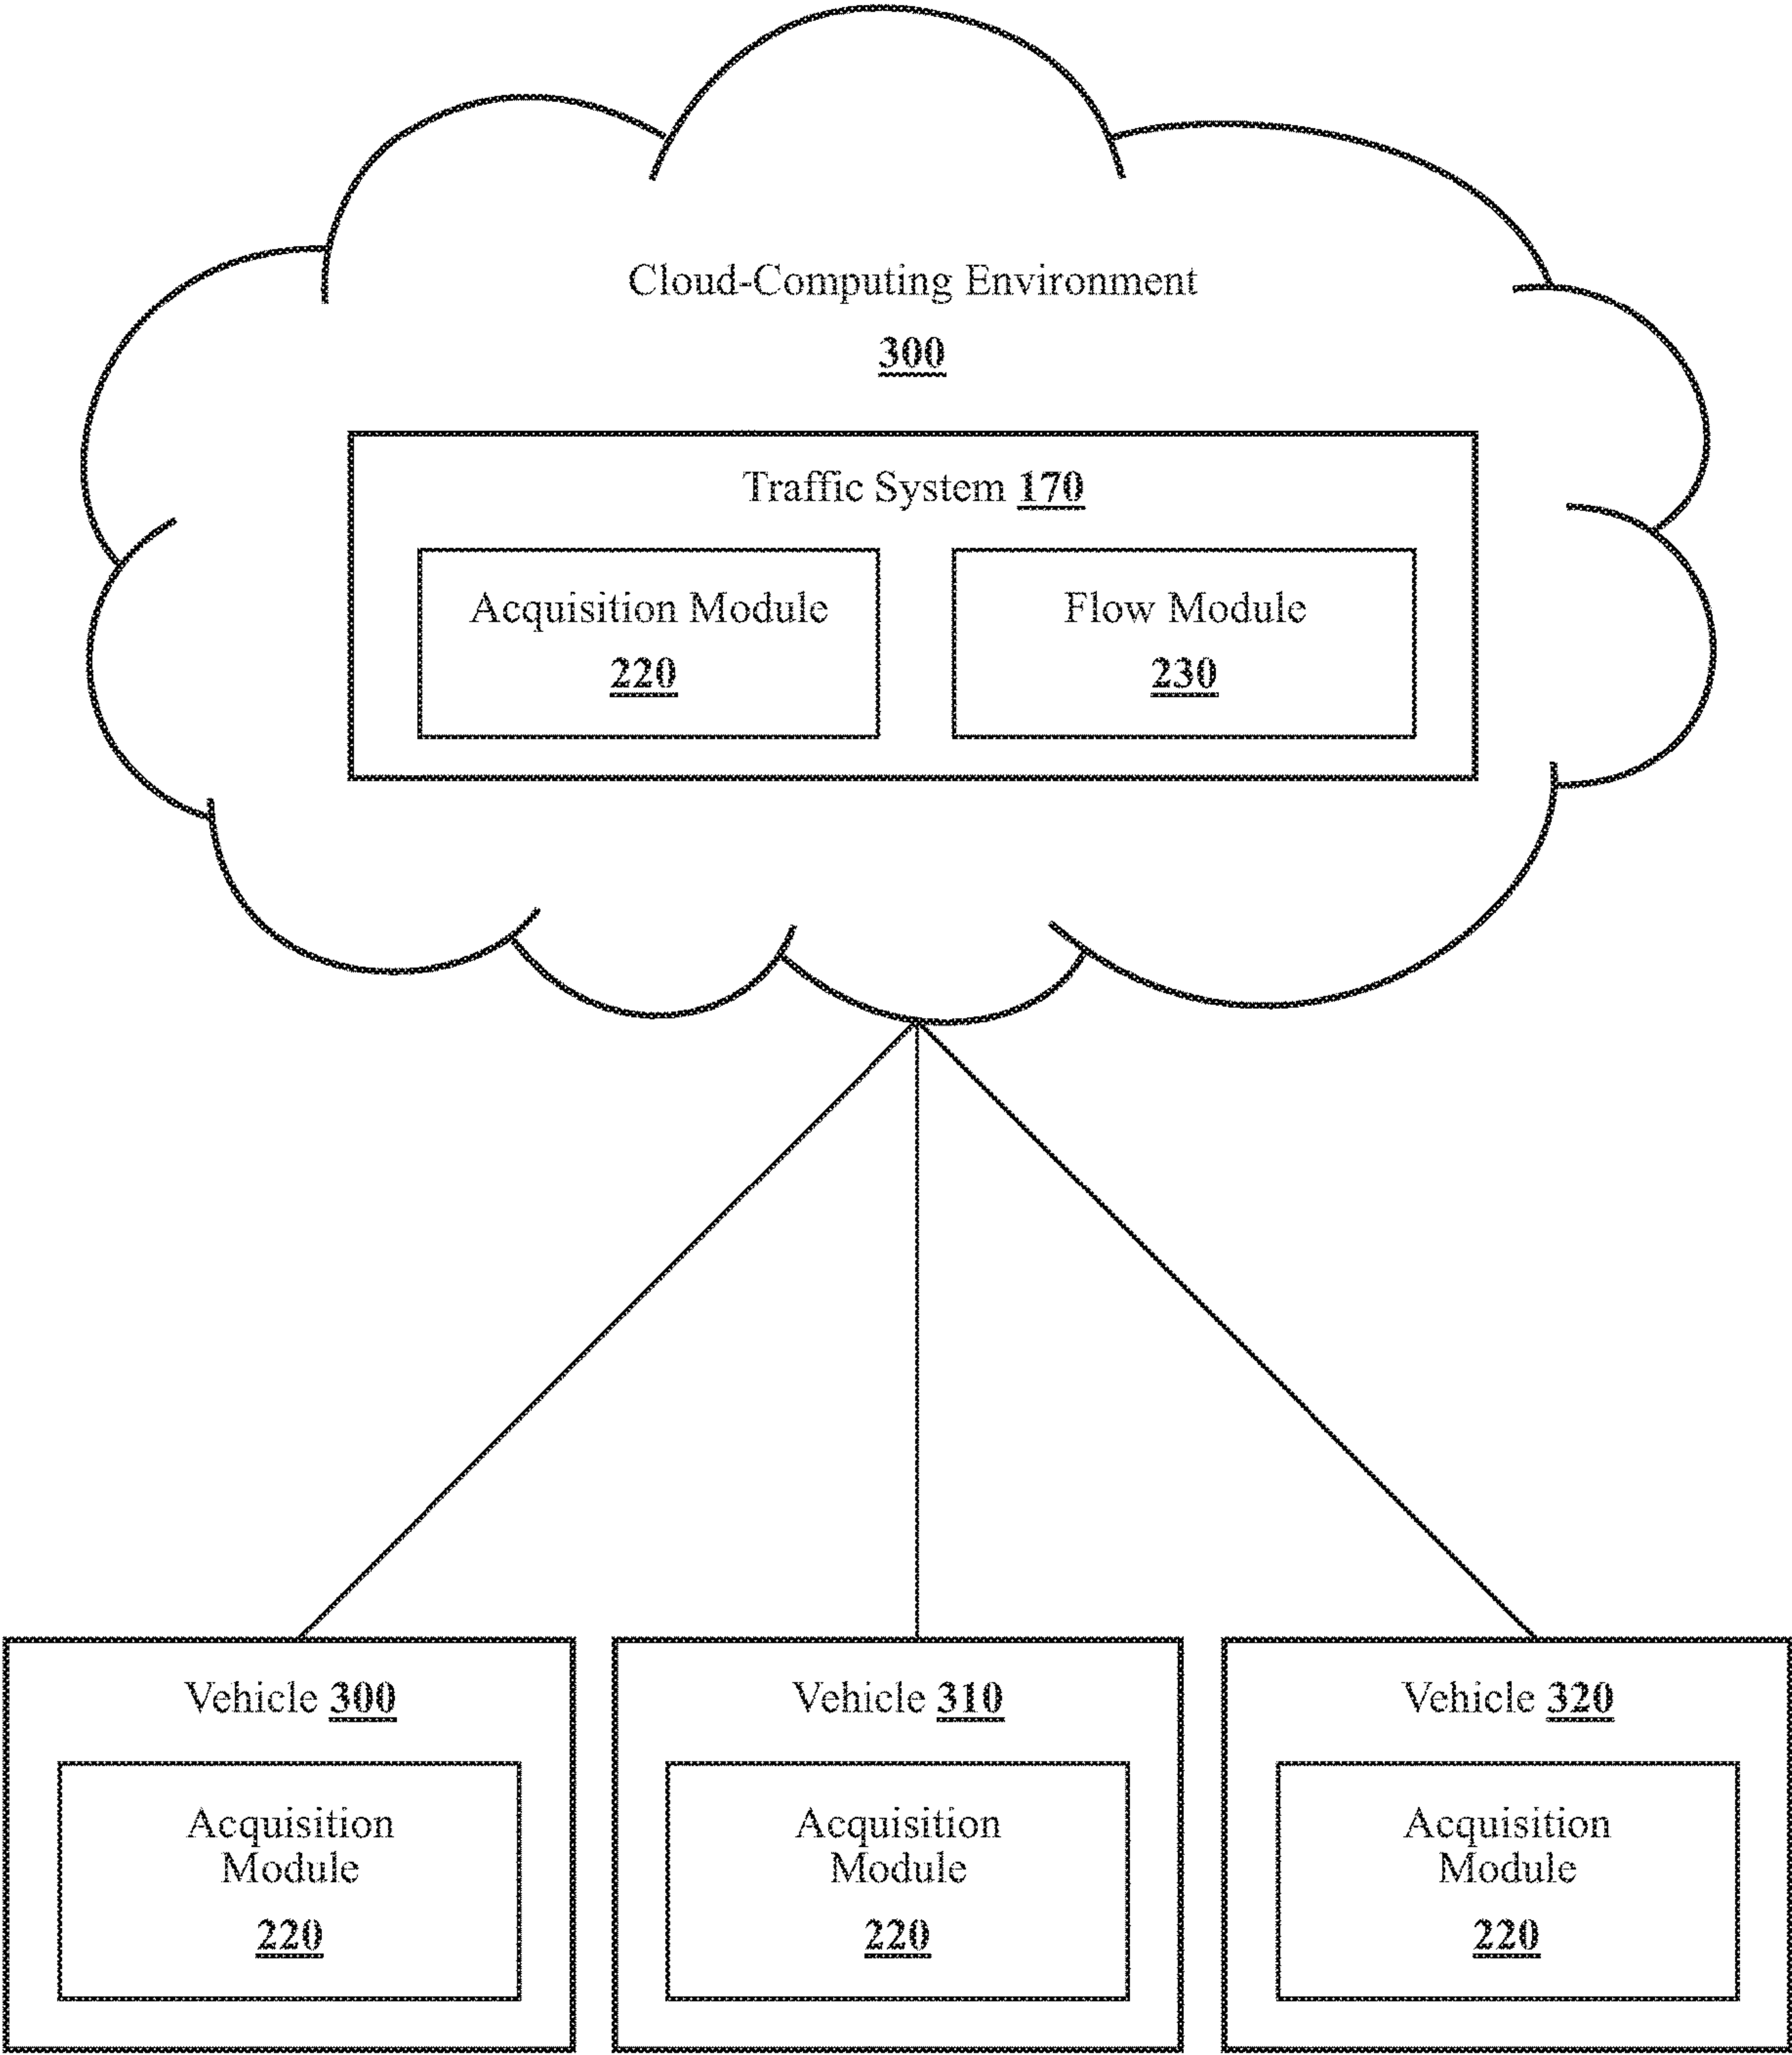 Cloud-Computing Environment
300
Traffic System 170
Acquisition Module
220
Flow Module
230
Vehicle 300
Acquisition
Module
220
Vehicle 310
Acquisition
Module
220
Vehicle 320
Acquisition
Module
220